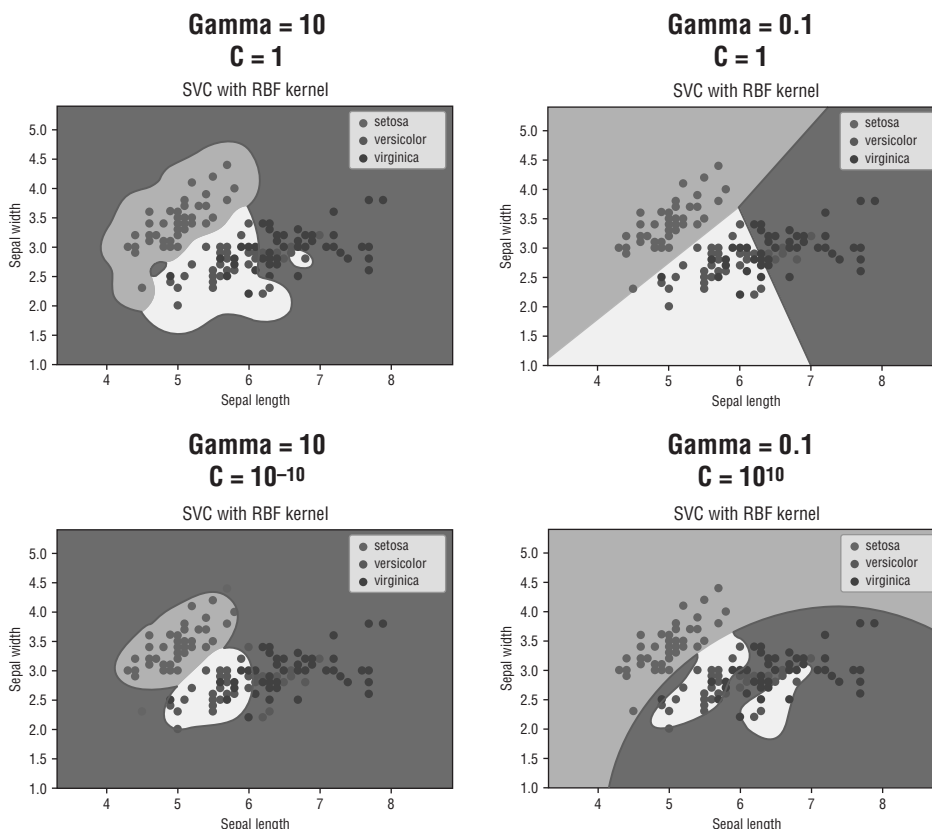 Gamma = 10
C = 1
SVC with RBF kernel
setosa
versicolor
virginica
5.0
4.5
4.0
3.5
3.0
2.5
2.0
1.5
1.0
Sepal width
4 5 6 7 8
Sepal length
Gamma = 0.1
C = 1
SVC with RBF kernel
setosa
versicolor
virginica
5.0
4.5
4.0
3.5
3.0
2.5
2.0
1.5
1.0
Sepal width
4 5 6 7 8
Sepal length
Gamma = 10
C = 10⁻¹⁰
SVC with RBF kernel
setosa
versicolor
virginica
5.0
4.5
4.0
3.5
3.0
2.5
2.0
1.5
1.0
Sepal width
4 5 6 7 8
Sepal length
Gamma = 0.1
C = 10¹⁰
SVC with RBF kernel
setosa
versicolor
virginica
5.0
4.5
4.0
3.5
3.0
2.5
2.0
1.5
1.0
Sepal width
4 5 6 7 8
Sepal length